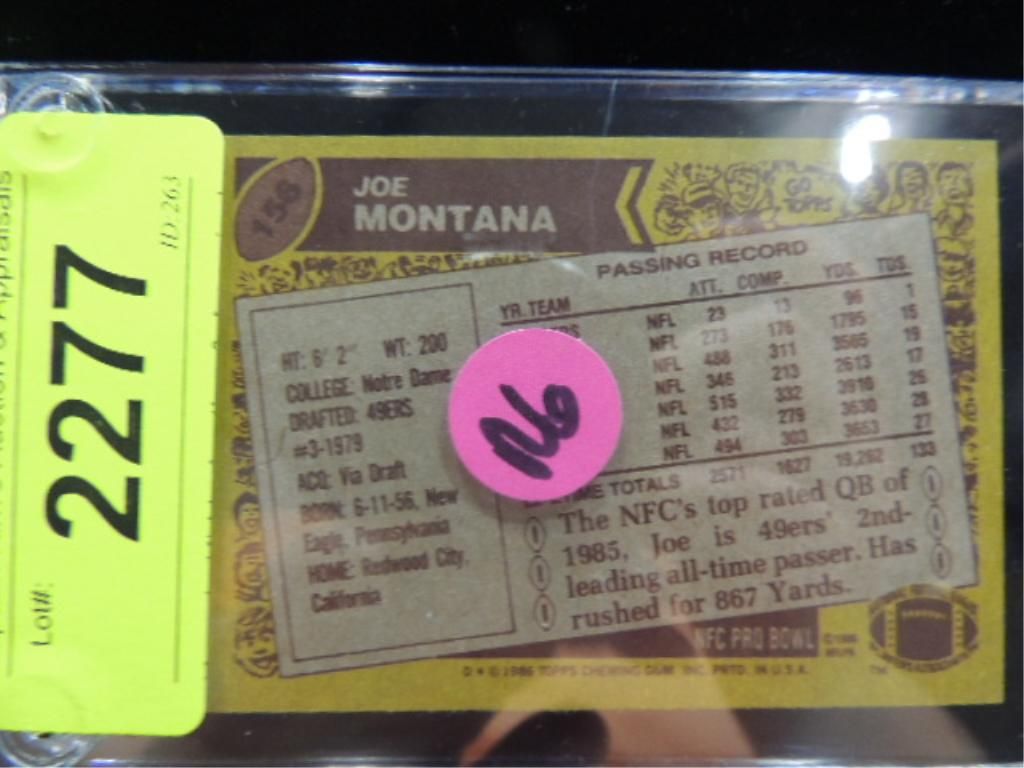 Auction & Appraisals
Lot#: 2277
ID:263
156
JOE
MONTANA
GO
TOPPS
PASSING RECORD
YR. TEAM ATT. COMP. YDS. TDS
NFL 23 13 96 1
NFL 273 176 1795 15
NFL 488 311 3565 19
NFL 346 213 2613 17
NFL 515 332 3910 26
NFL 432 279 3630 28
NFL 494 303 3653 27
TIME TOTALS 2571 1627 19,262 133
HT: 6' 2" WT: 200
COLLEGE: Notre Dame
DRAFTED: 49ERS
#3-1979
ACQ: Via Draft
BORN: 6-11-56, New
Eagle, Pennsylvania
HOME: Redwood City,
California
The NFC's top rated QB of
1985, Joe is 49ers' 2nd-
leading all-time passer. Has
rushed for 867 Yards.
NFC PRO BOWL
D * © 1986 TOPPS CHEWING GUM, INC. PRTD. IN U.S.A.
TM